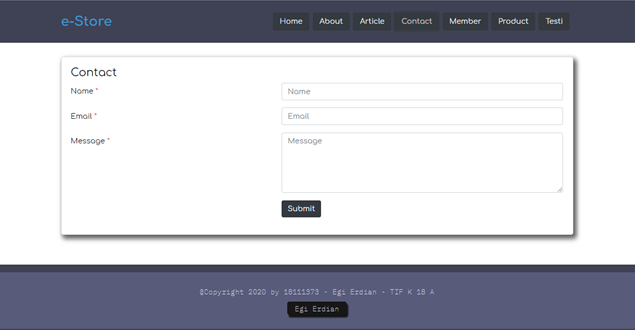 e-Store
Home About Article Contact Member Product Testi
Contact
Name * Name
Email * Email
Message * Message
Submit
@Copyright 2020 by 18111373 - Egi Erdian - TIF K 18 A
Egi Erdian